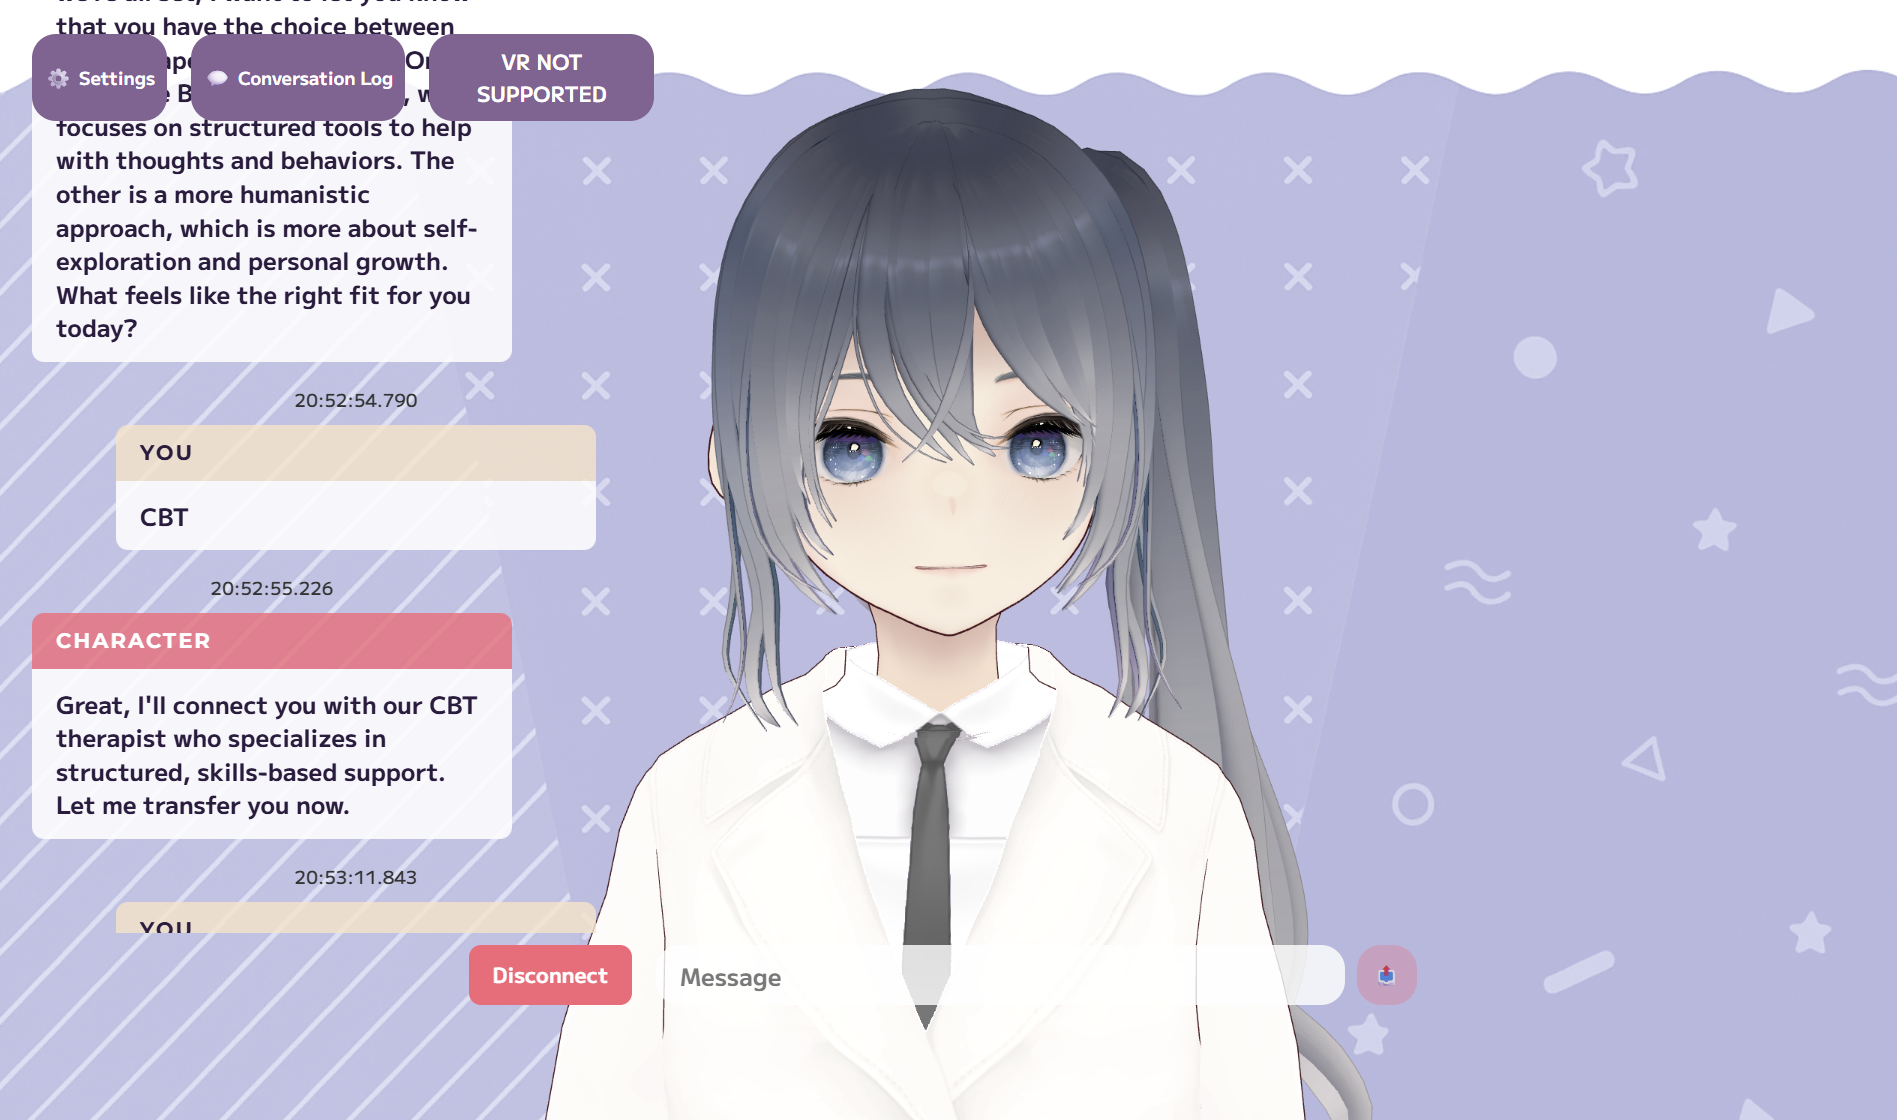 that you have the choice between
Settings
Conversation Log
VR NOT
SUPPORTED
focuses on structured tools to help
with thoughts and behaviors. The
other is a more humanistic
approach, which is more about self-
exploration and personal growth.
What feels like the right fit for you
today?
20:52:54.790
YOU
CBT
20:52:55.226
CHARACTER
Great, I'll connect you with our CBT
therapist who specializes in
structured, skills-based support.
Let me transfer you now.
20:53:11.843
YOU
Disconnect
Message